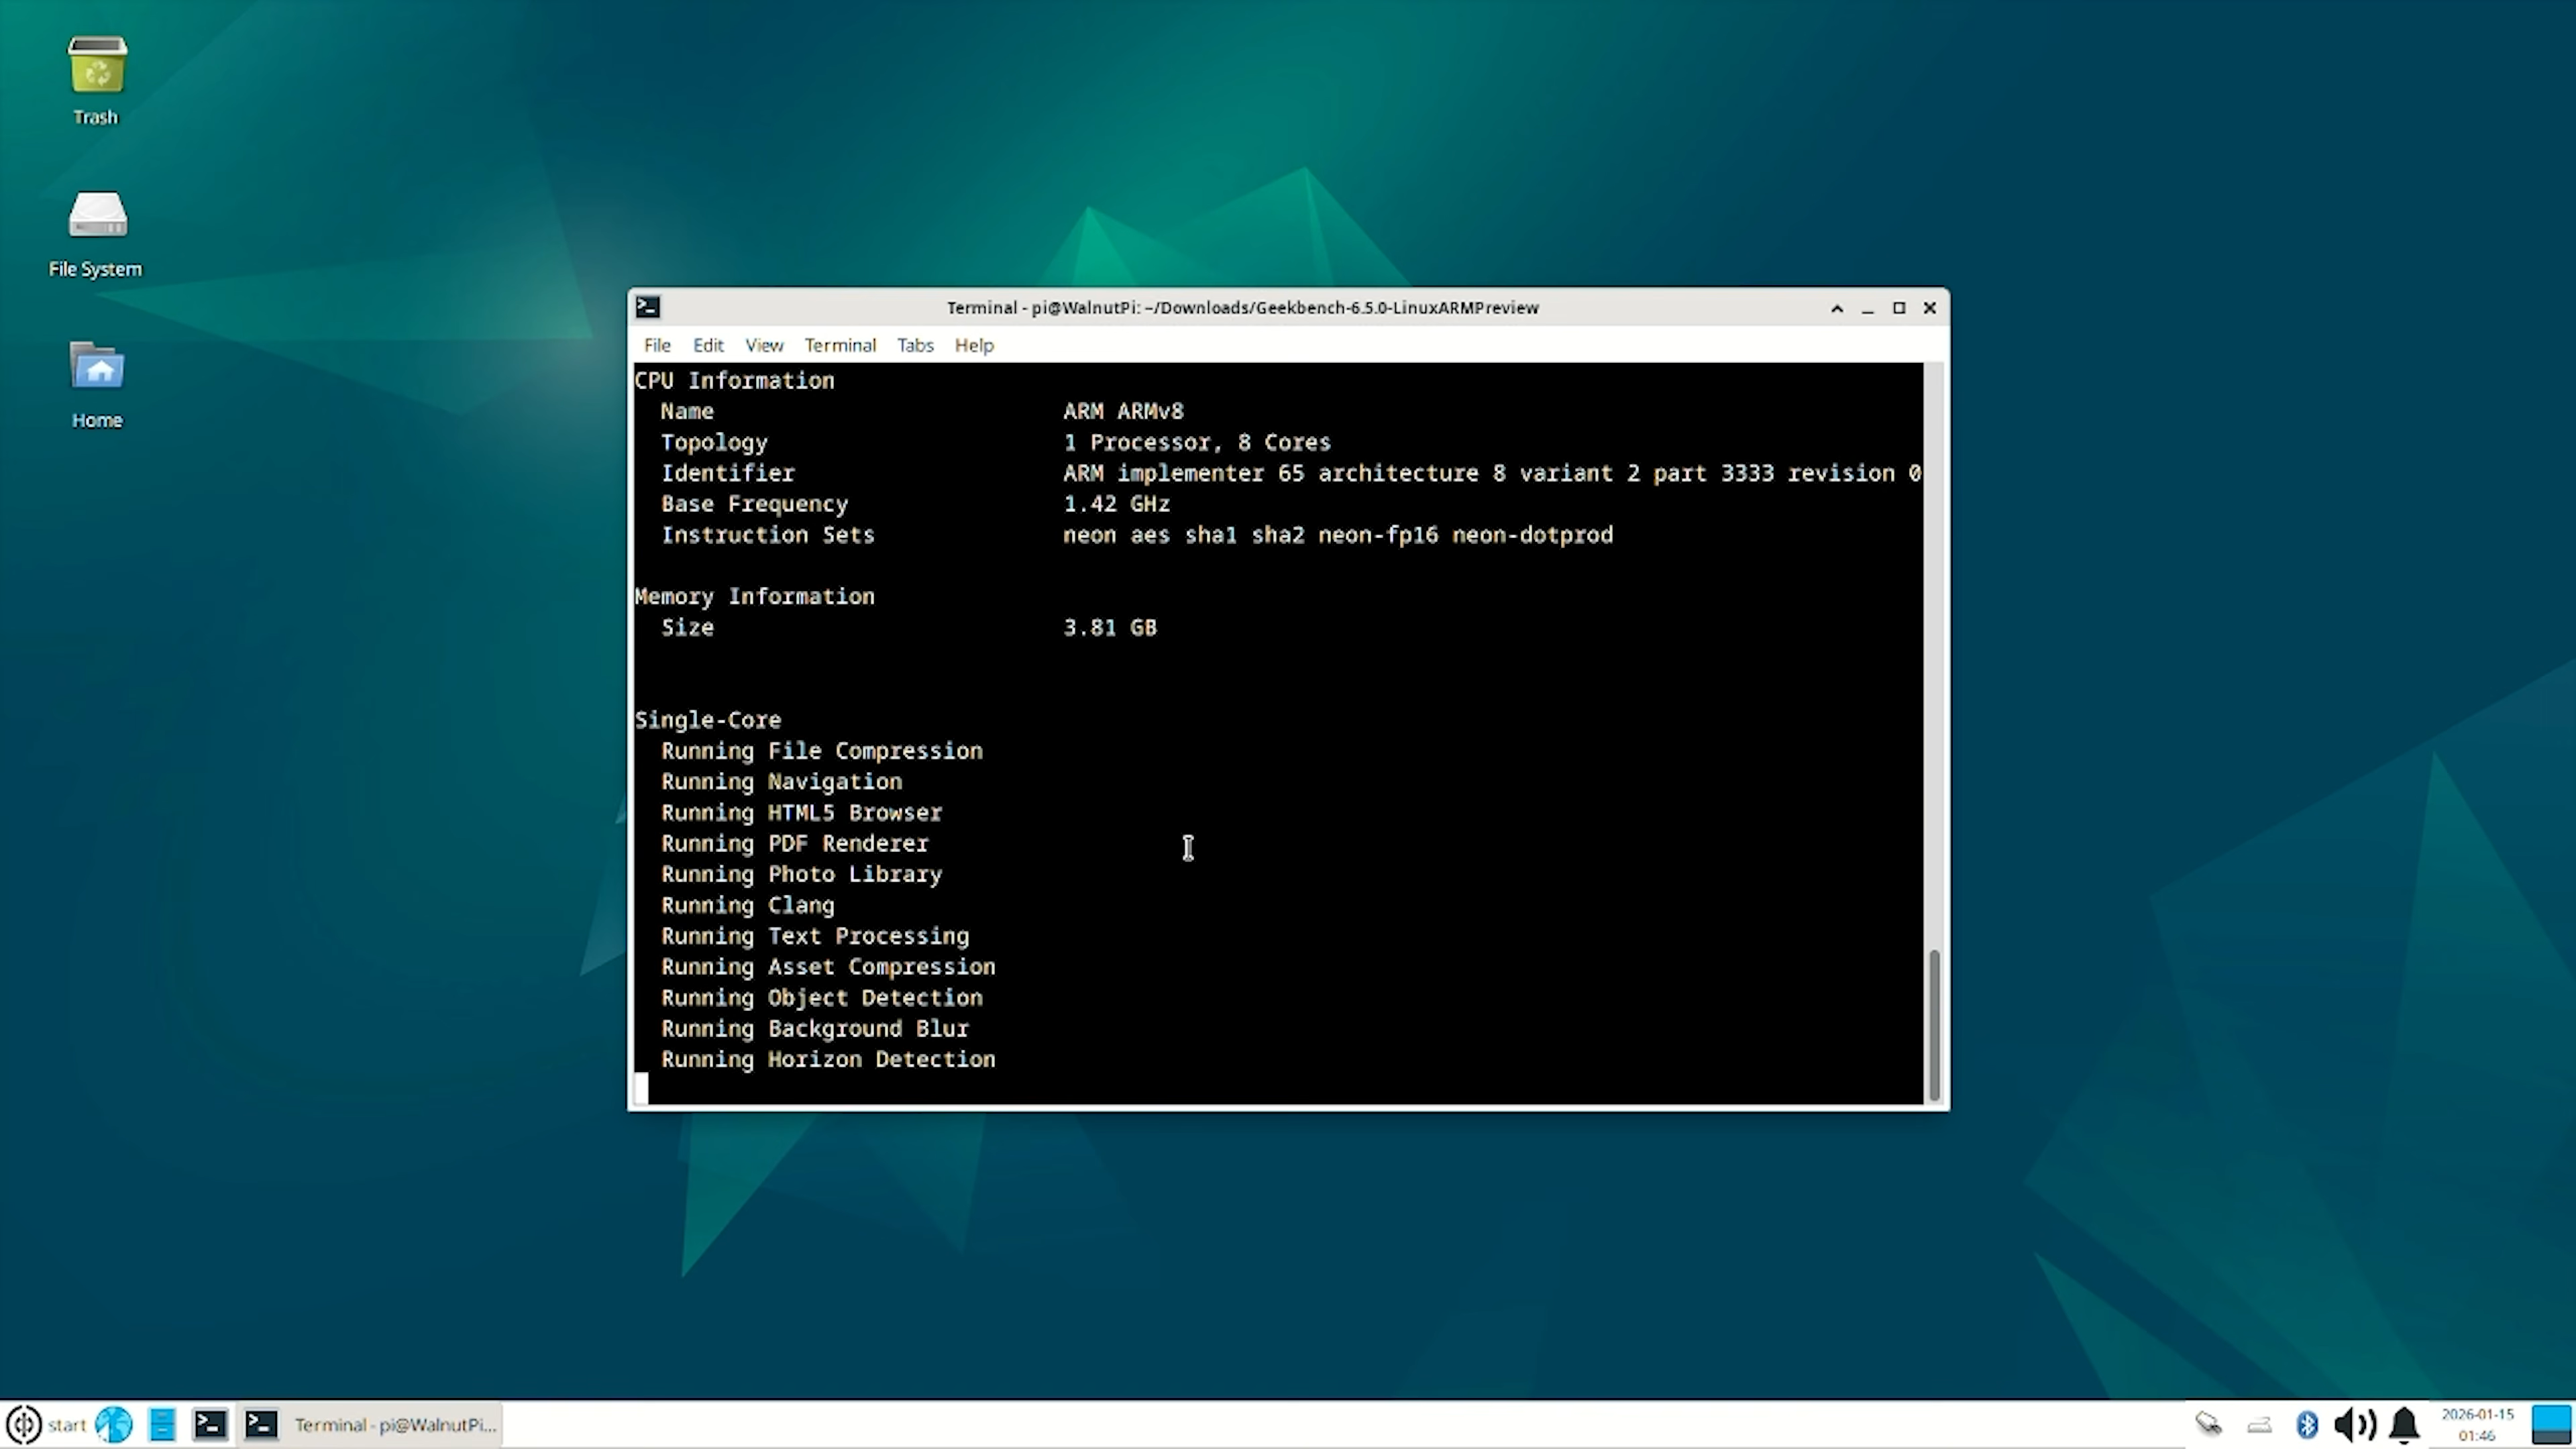 Trash
File System
Home
Terminal - pi@WalnutPi: ~/Downloads/Geekbench-6.5.0-LinuxARMPreview
File Edit View Terminal Tabs Help
CPU Information
Name ARM ARMv8
Topology 1 Processor, 8 Cores
Identifier ARM implementer 65 architecture 8 variant 2 part 3333 revision 0
Base Frequency 1.42 GHz
Instruction Sets neon aes sha1 sha2 neon-fp16 neon-dotprod
Memory Information
Size 3.81 GB
Single-Core
Running File Compression
Running Navigation
Running HTML5 Browser
Running PDF Renderer
Running Photo Library
Running Clang
Running Text Processing
Running Asset Compression
Running Object Detection
Running Background Blur
Running Horizon Detection
start
Terminal - pi@WalnutPi...
2026-01-15
01:46